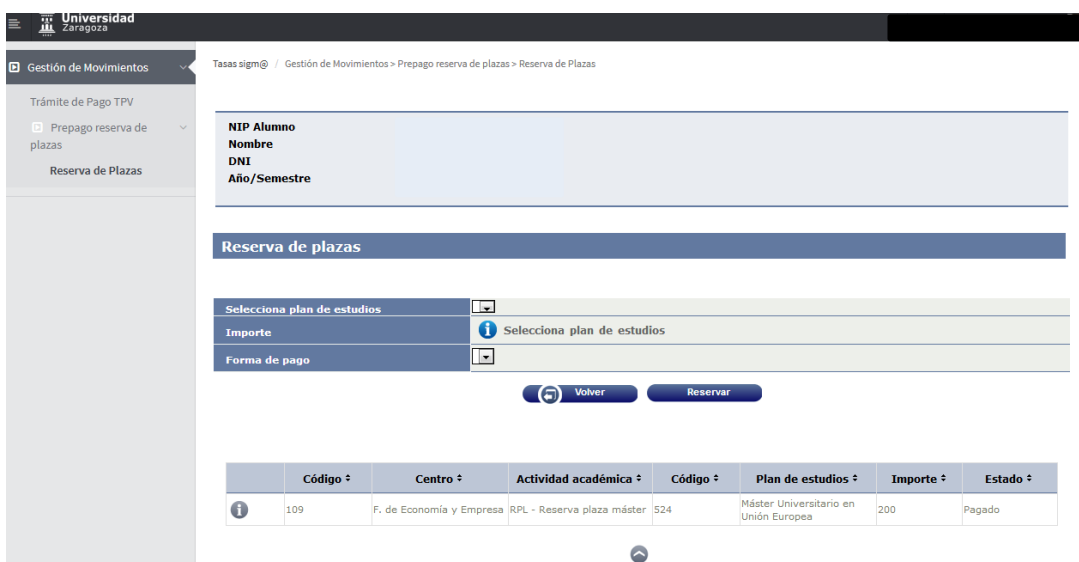 Universidad
Zaragoza
Gestión de Movimientos
Tasas sigm@ / Gestión de Movimientos > Prepago reserva de plazas > Reserva de Plazas
Trámite de Pago TPV
Prepago reserva de
plazas
Reserva de Plazas
NIP Alumno
Nombre
DNI
Año/Semestre
Reserva de plazas
Selecciona plan de estudios
Importe Selecciona plan de estudios
Forma de pago
Volver Reservar
Código Centro Actividad académica Código Plan de estudios Importe Estado
109 F. de Economía y Empresa RPL - Reserva plaza máster 524 Máster Universitario en 200 Pagado
Unión Europea